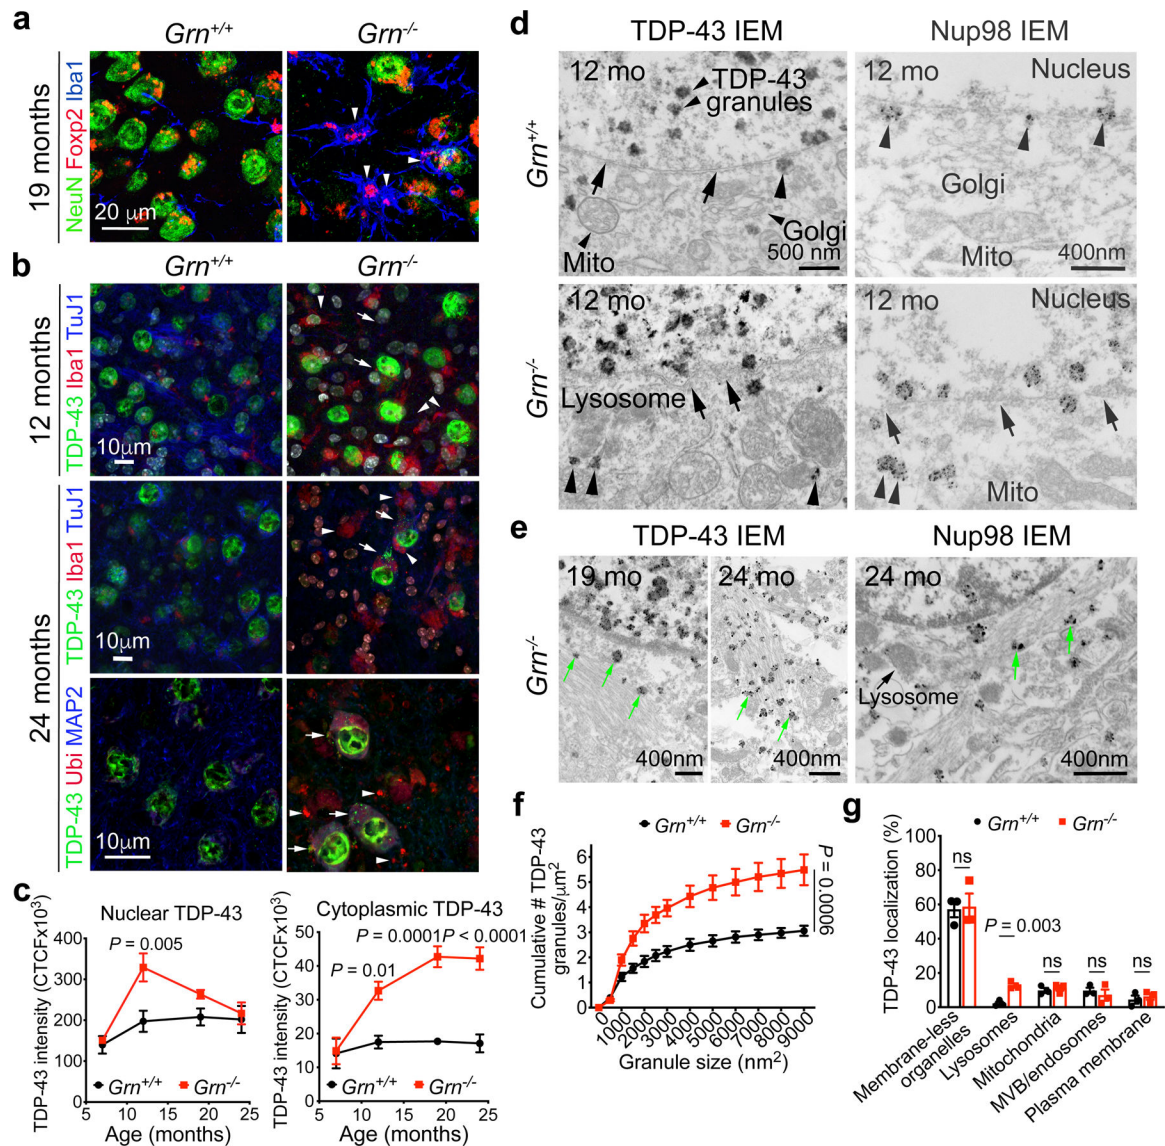 a
Grn+/+
Grn-/-
19 months
NeuN Foxp2 Iba1
20 μm
b
Grn+/+
Grn-/-
12 months
TDP-43 Iba1 TuJ1
10μm
24 months
TDP-43 Iba1 TuJ1
10μm
TDP-43 Ubi MAP2
10μm
c
Nuclear TDP-43
TDP-43 intensity (CTCFx10³)
400
300
200
100
0
P = 0.005
Grn+/+
Grn-/-
5 10 15 20 25
Age (months)
Cytoplasmic TDP-43
TDP-43 intensity (CTCFx10³)
60
50
40
30
20
10
0
P = 0.01
P = 0.0001
P < 0.0001
Grn+/+
Grn-/-
5 10 15 20 25
Age (months)
d
TDP-43 IEM
Nup98 IEM
Grn+/+
12 mo
TDP-43
granules
Golgi
Mito
500 nm
12 mo
Nucleus
Golgi
Mito
400nm
Grn-/-
12 mo
Lysosome
12 mo
Nucleus
Mito
e
TDP-43 IEM
Nup98 IEM
Grn-/-
19 mo
400nm
24 mo
400nm
24 mo
Lysosome
400nm
f
Grn+/+
Grn-/-
Cumulative # TDP-43
granules/μm²
6
5
4
3
2
1
0
P = 0.0006
0
1000
2000
3000
4000
5000
6000
7000
8000
9000
Granule size (nm²)
g
Grn+/+
Grn-/-
TDP-43 localization (%)
100
80
60
40
20
0
ns
P = 0.003
ns
ns
ns
Membrane-less
organelles
Lysosomes
Mitochondria
MVB/endosomes
Plasma membrane